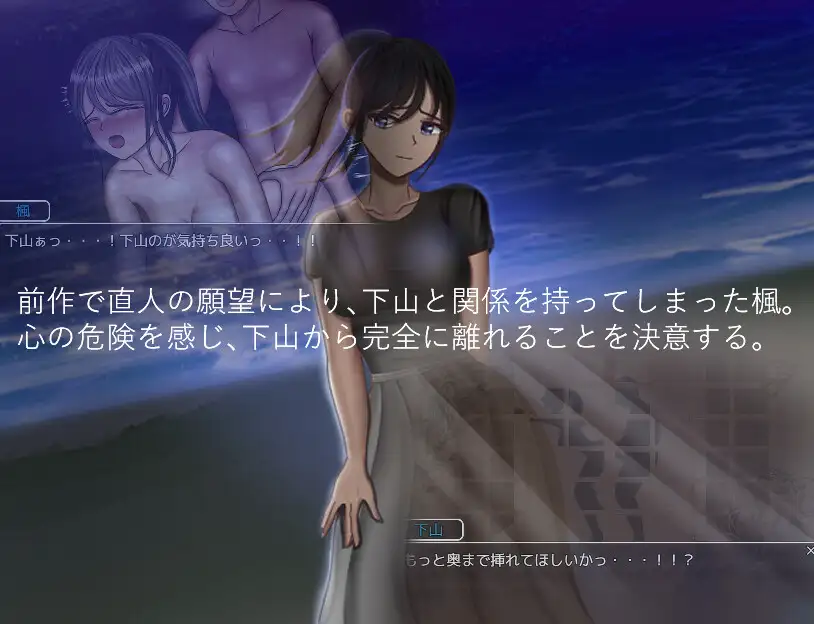 楓
下山ぁっ・・・！下山のが気持ち良いっ・・！！
前作で直人の願望により、下山と関係を持ってしまった楓。
心の危険を感じ、下山から完全に離れることを決意する。
下山
もっと奥まで挿れてほしいかっ・・・！！？